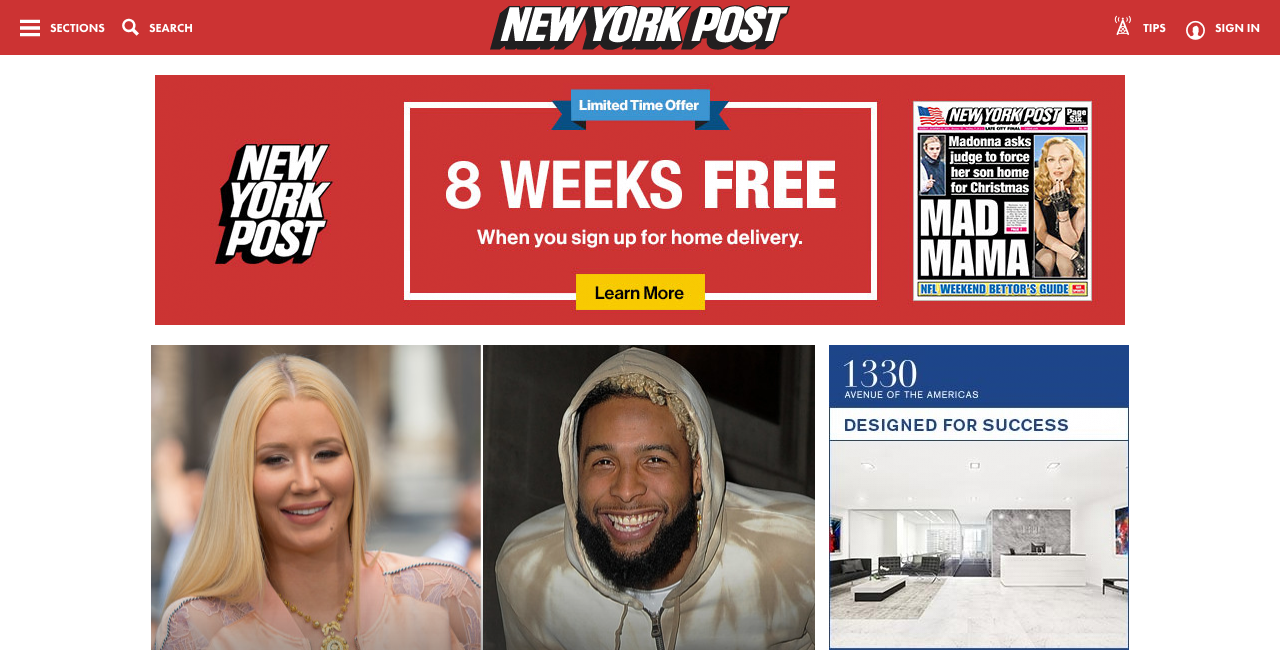 SECTIONS
SEARCH
NEW YORK POST
TIPS
SIGN IN
NEW
YORK
POST
Limited Time Offer
8 WEEKS FREE
When you sign up for home delivery.
Learn More
NEW YORK POST
Page
Six
LATE CITY FINAL
Madonna asks
judge to force
her son home
for Christmas
MAD
MAMA
NFL WEEKEND BETTOR'S GUIDE
1330
AVENUE OF THE AMERICAS
DESIGNED FOR SUCCESS